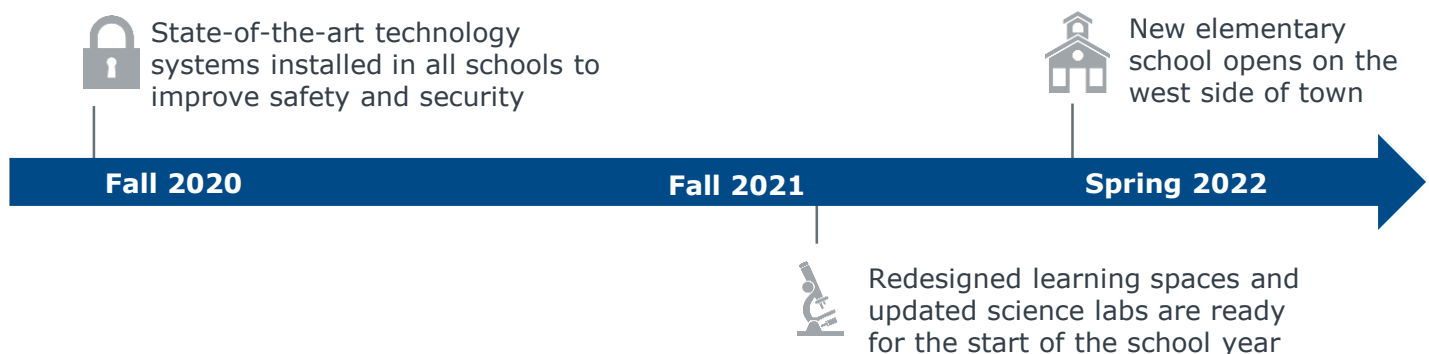 State-of-the-art technology
systems installed in all schools to
improve safety and security
New elementary
school opens on the
west side of town
Fall 2020
Fall 2021
Spring 2022
Redesigned learning spaces and
updated science labs are ready
for the start of the school year